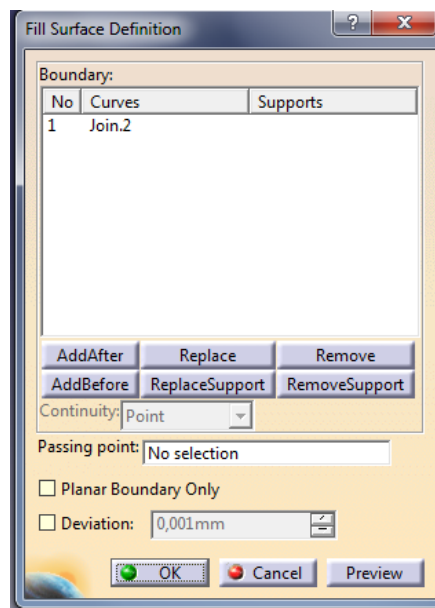 Fill Surface Definition ? X
Boundary:
No Curves Supports
1 Join.2
AddAfter Replace Remove
AddBefore ReplaceSupport RemoveSupport
Continuity: Point
Passing point: No selection
Planar Boundary Only
Deviation: 0,001mm
OK Cancel Preview